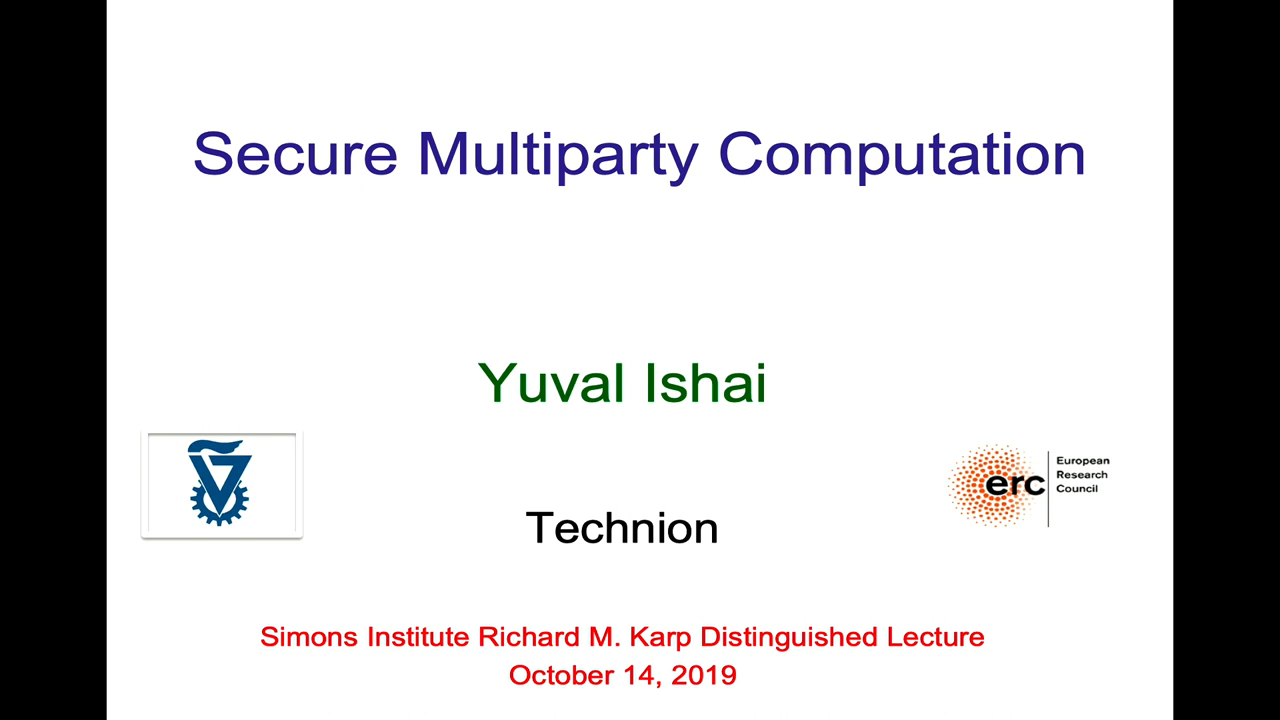 Secure Multiparty Computation
Yuval Ishai
erc
European
Research
Council
Technion
Simons Institute Richard M. Karp Distinguished Lecture
October 14, 2019